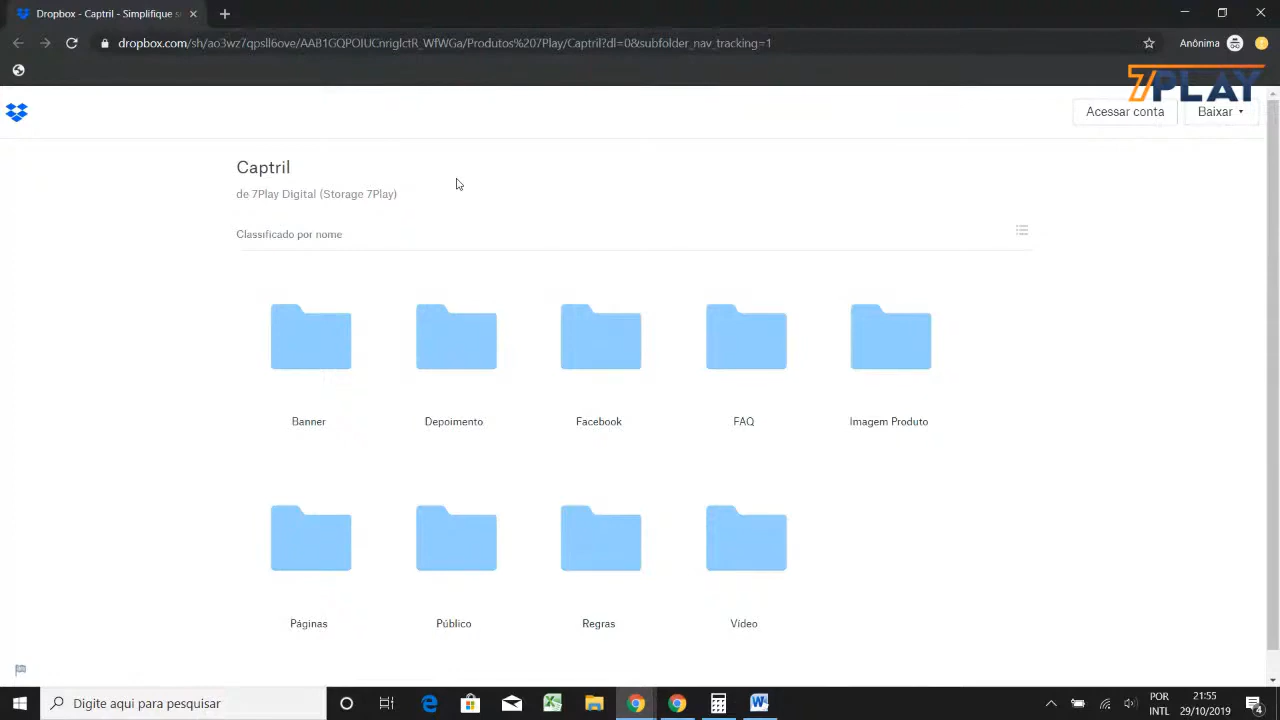 Dropbox - Captril - Simplifique s
dropbox.com/sh/ao3wz7qpsll6ove/AAB1GQPOIUCnriglctR_WfWGa/Produtos%207Play/Captril?dl=0&subfolder_nav_tracking=1
Anônima
7PLAY
Acessar conta
Baixar
Captril
de 7Play Digital (Storage 7Play)
Classificado por nome
Banner
Depoimento
Facebook
FAQ
Imagem Produto
Páginas
Público
Regras
Vídeo
Digite aqui para pesquisar
POR
INTL
21:55
29/10/2019
4